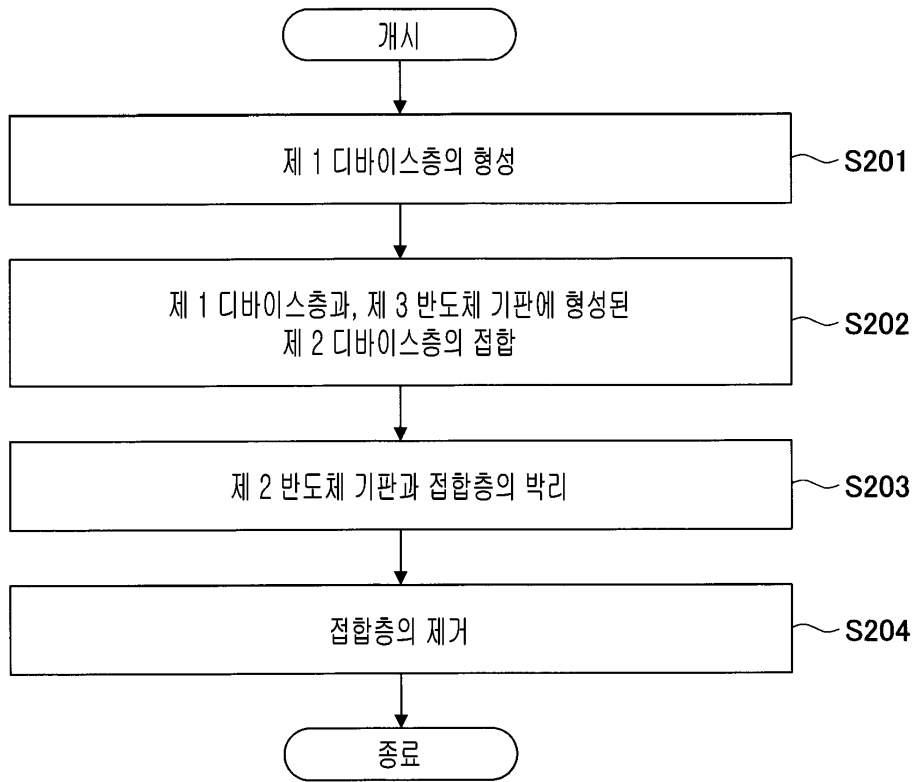 개시
제 1 디바이스층의 형성
S201
제 1 디바이스층과, 제 3 반도체 기판에 형성된
제 2 디바이스층의 접합
S202
제 2 반도체 기판과 접합층의 박리
S203
접합층의 제거
S204
종료